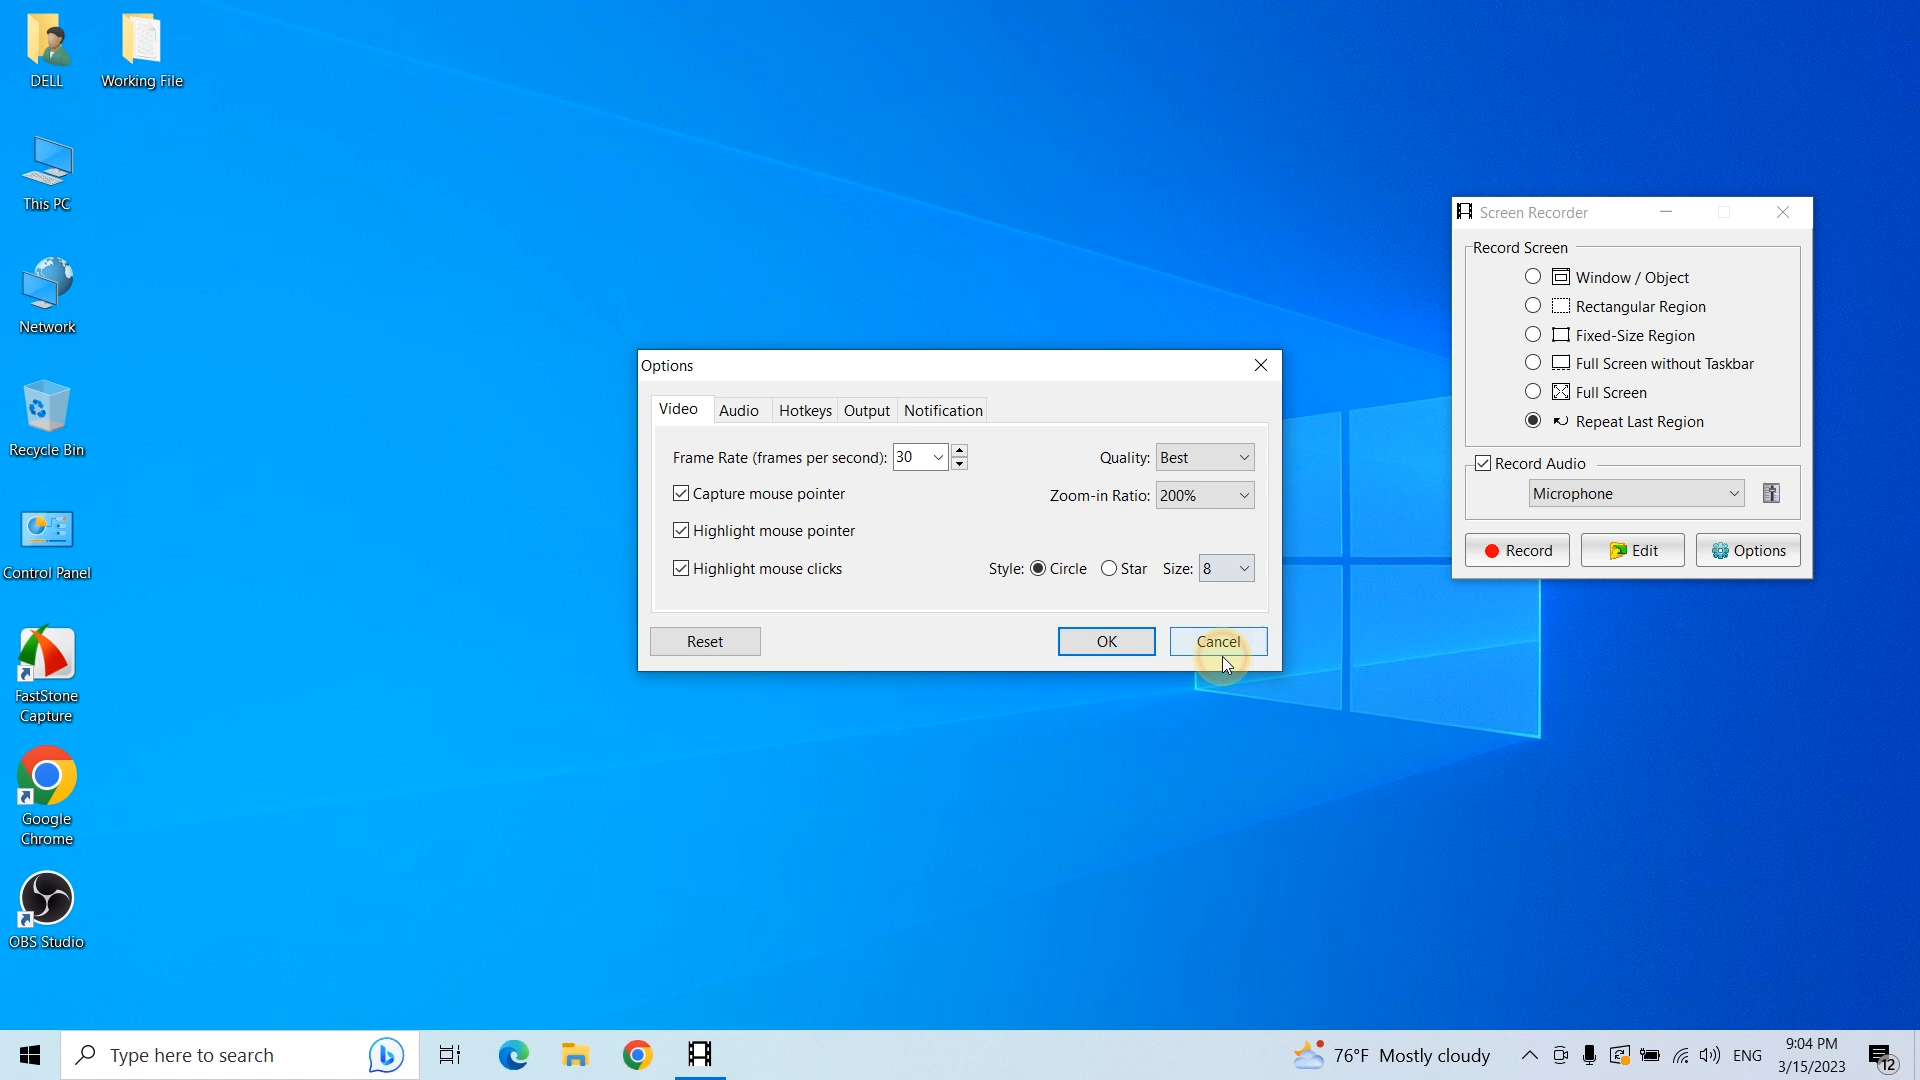 DELL
Working File
This PC
Network
Recycle Bin
Control Panel
FastStone
Capture
Google
Chrome
OBS Studio
Options
Video
Audio
Hotkeys
Output
Notification
Frame Rate (frames per second): 30
Quality: Best
Capture mouse pointer
Zoom-in Ratio: 200%
Highlight mouse pointer
Highlight mouse clicks
Style: Circle Star Size: 8
Reset
OK
Cancel
Screen Recorder
Record Screen
Window / Object
Rectangular Region
Fixed-Size Region
Full Screen without Taskbar
Full Screen
Repeat Last Region
Record Audio
Microphone
Record
Edit
Options
Type here to search
76°F Mostly cloudy
ENG
9:04 PM
3/15/2023
12